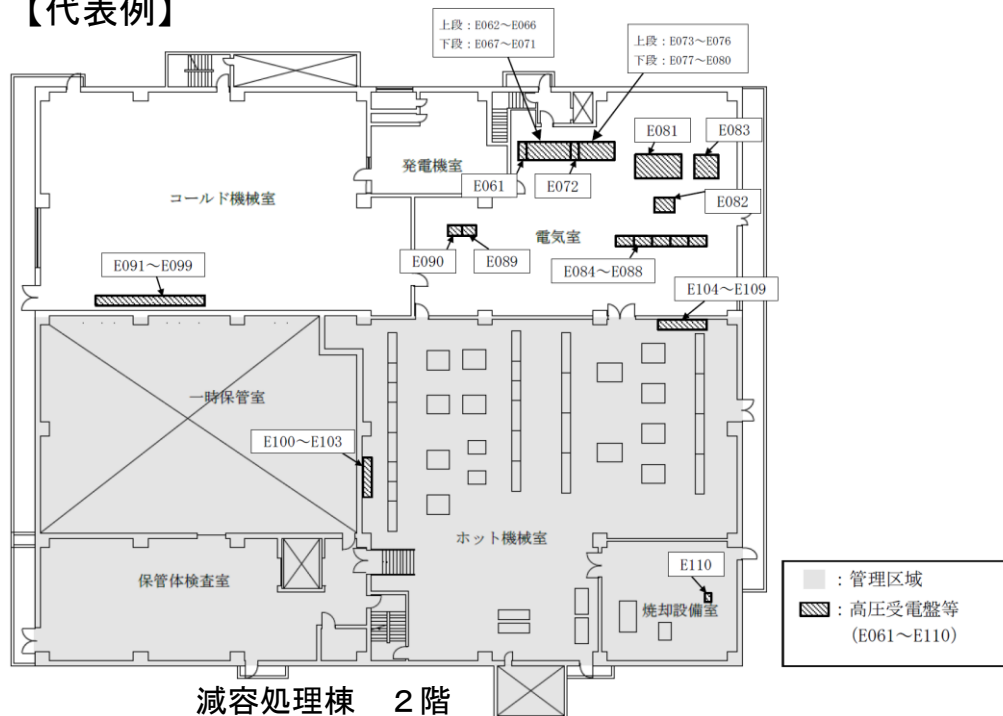 【代表例】
上段：E062～E066
下段：E067～E071
上段：E073～E076
下段：E077～E080
E081
E083
発電機室
E061
E072
コールド機械室
E082
電気室
E090
E089
E084～E088
E091～E099
E104～E109
一時保管室
E100～E103
ホット機械室
保管体検査室
E110
焼却設備室
：管理区域
：高圧受電盤等
(E061～E110)
減容処理棟　２階